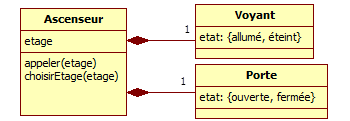 Ascenseur
etage
appeler(etage)
choisirEtage(etage)
1
Voyant
etat: {allumé, éteint}
1
Porte
etat: {ouverte, fermée}